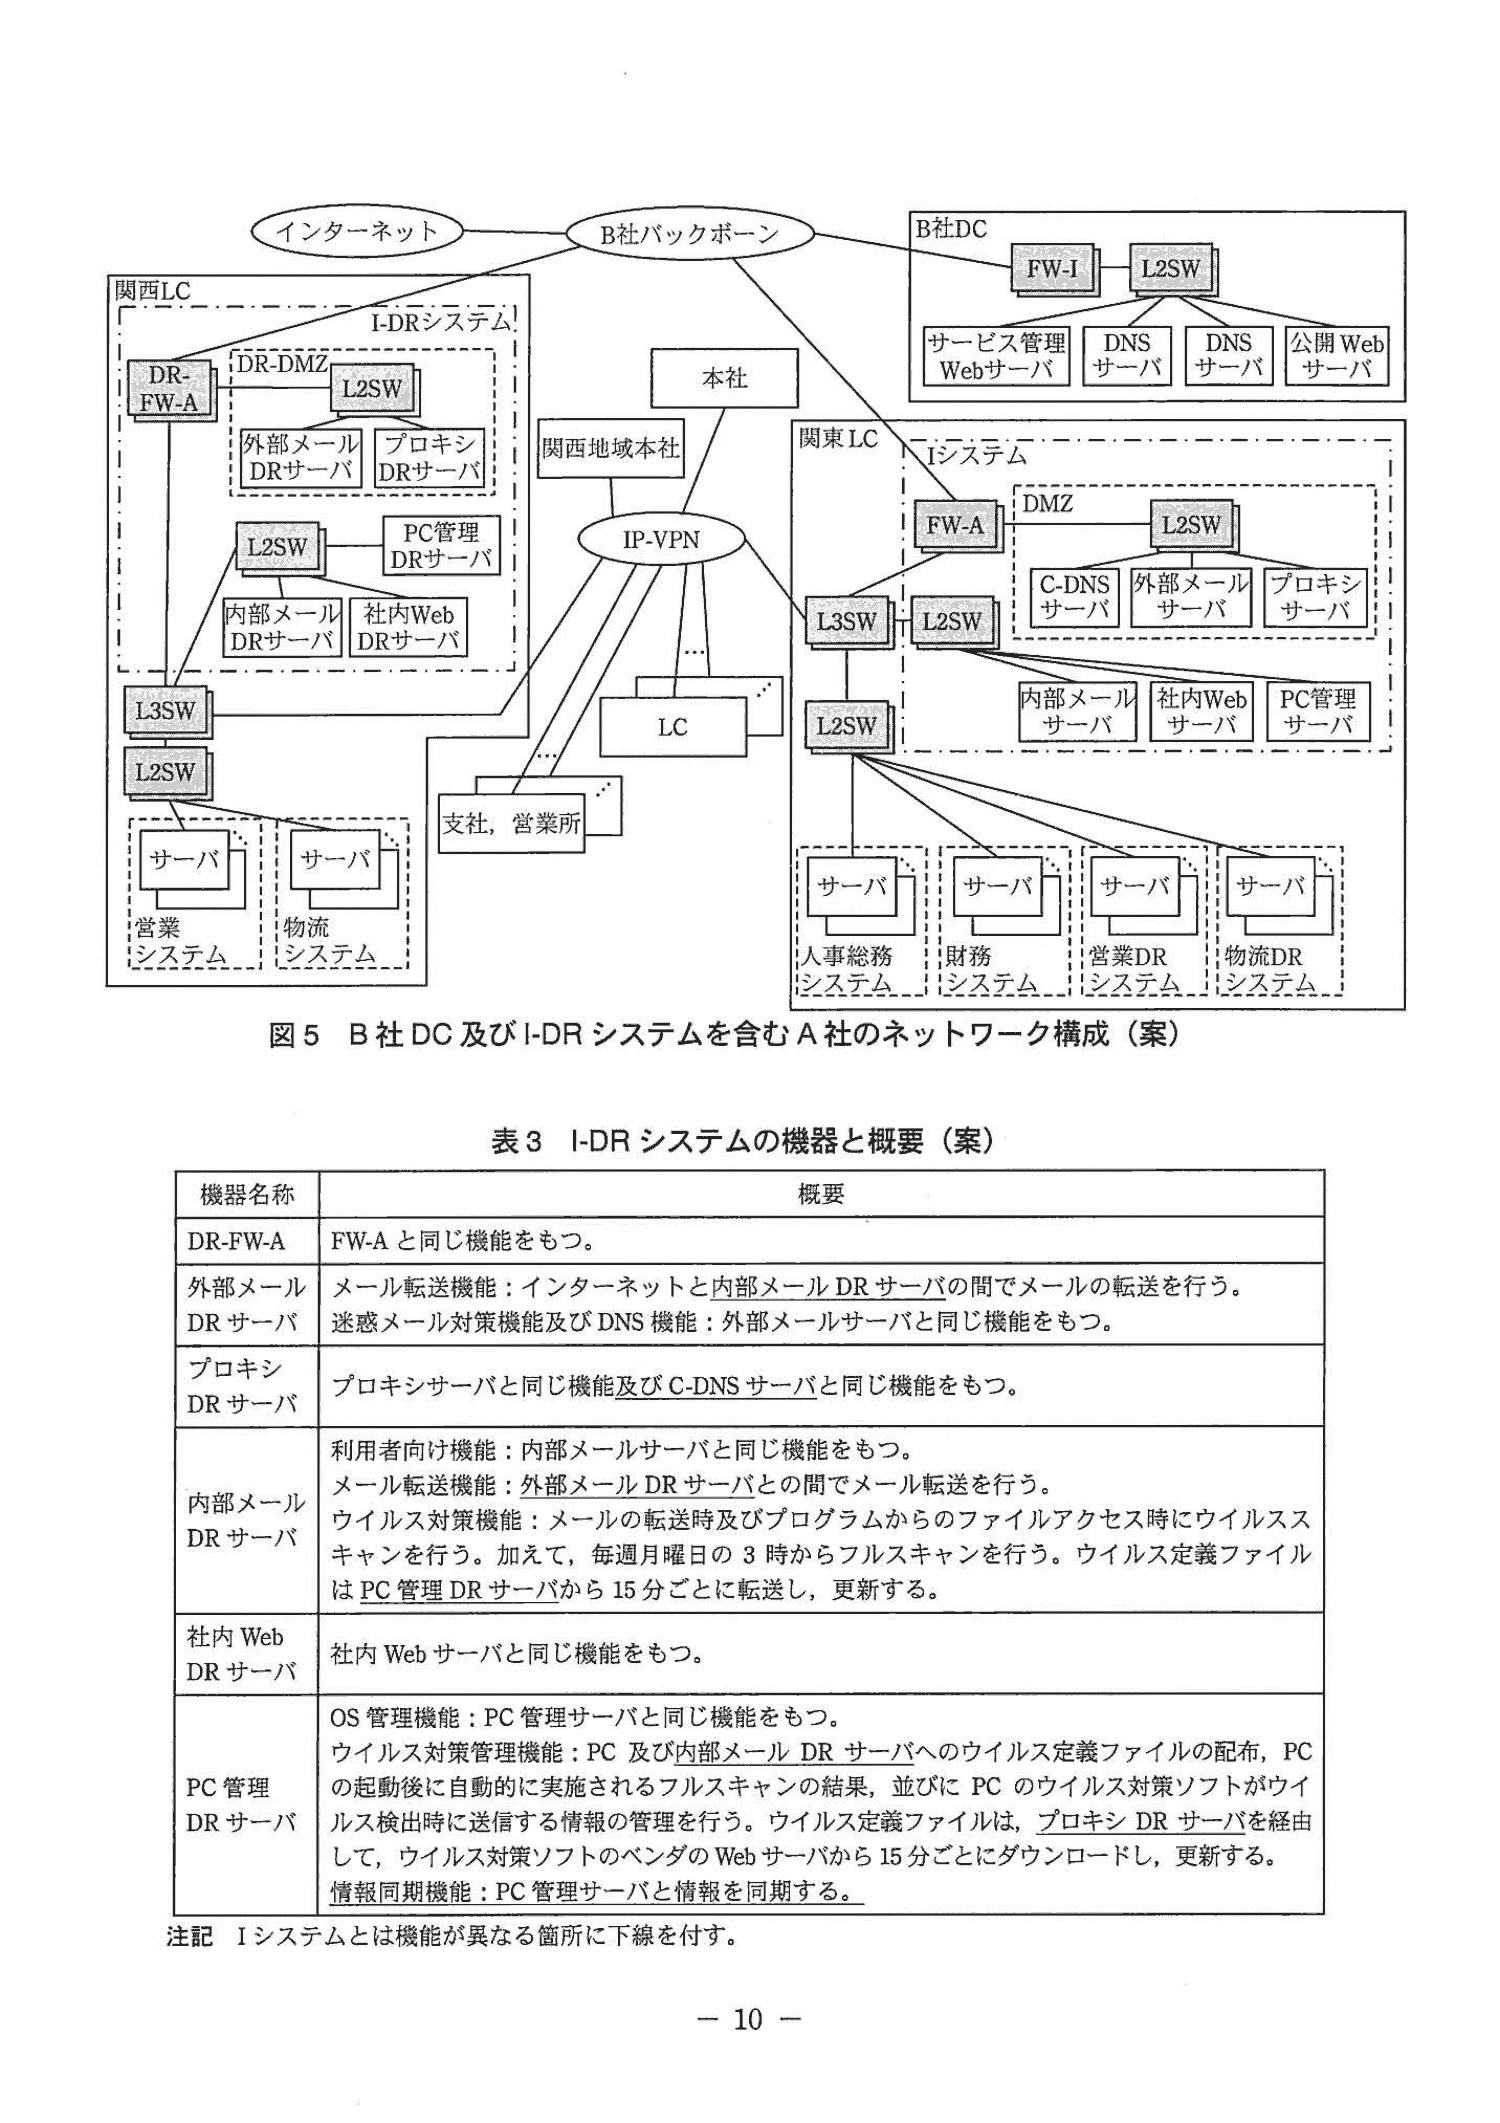 インターネット
B社バックボーン
B社DC
FW-I
L2SW
サービス管理
Webサーバ
DNS
サーバ
DNS
サーバ
公開Web
サーバ
関西LC
I-DRシステム
DR-
FW-A
DR-DMZ
L2SW
外部メール
DRサーバ
プロキシ
DRサーバ
L2SW
PC管理
DRサーバ
内部メール
DRサーバ
社内Web
DRサーバ
L3SW
L2SW
サーバ
サーバ
営業
システム
物流
システム
本社
関西地域本社
IP-VPN
…
LC
…
支社，営業所
関東LC
Iシステム
FW-A
DMZ
L2SW
C-DNS
サーバ
外部メール
サーバ
プロキシ
サーバ
L3SW
L2SW
内部メール
サーバ
社内Web
サーバ
PC管理
サーバ
L2SW
サーバ
サーバ
サーバ
サーバ
人事総務
システム
財務
システム
営業DR
システム
物流DR
システム
図5 B社DC及びI-DRシステムを含むA社のネットワーク構成（案）
表3 I-DRシステムの機器と概要（案）
機器名称
概要
DR-FW-A
FW-Aと同じ機能をもつ。
外部メール
DRサーバ
メール転送機能：インターネットと内部メールDRサーバの間でメールの転送を行う。
迷惑メール対策機能及びDNS機能：外部メールサーバと同じ機能をもつ。
プロキシ
DRサーバ
プロキシサーバと同じ機能及びC-DNSサーバと同じ機能をもつ。
内部メール
DRサーバ
利用者向け機能：内部メールサーバと同じ機能をもつ。
メール転送機能：外部メールDRサーバとの間でメール転送を行う。
ウイルス対策機能：メールの転送時及びプログラムからのファイルアクセス時にウイルスス
キャンを行う。加えて，毎週月曜日の3時からフルスキャンを行う。ウイルス定義ファイル
はPC管理DRサーバから15分ごとに転送し，更新する。
社内Web
DRサーバ
社内Webサーバと同じ機能をもつ。
PC管理
DRサーバ
OS管理機能：PC管理サーバと同じ機能をもつ。
ウイルス対策管理機能：PC及び内部メールDRサーバへのウイルス定義ファイルの配布，PC
の起動後に自動的に実施されるフルスキャンの結果，並びにPCのウイルス対策ソフトがウイ
ルス検出時に送信する情報の管理を行う。ウイルス定義ファイルは，プロキシDRサーバを経由
して，ウイルス対策ソフトのベンダのWebサーバから15分ごとにダウンロードし，更新する。
情報同期機能：PC管理サーバと情報を同期する。
注記 Iシステムとは機能が異なる箇所に下線を付す。
－ 10 －